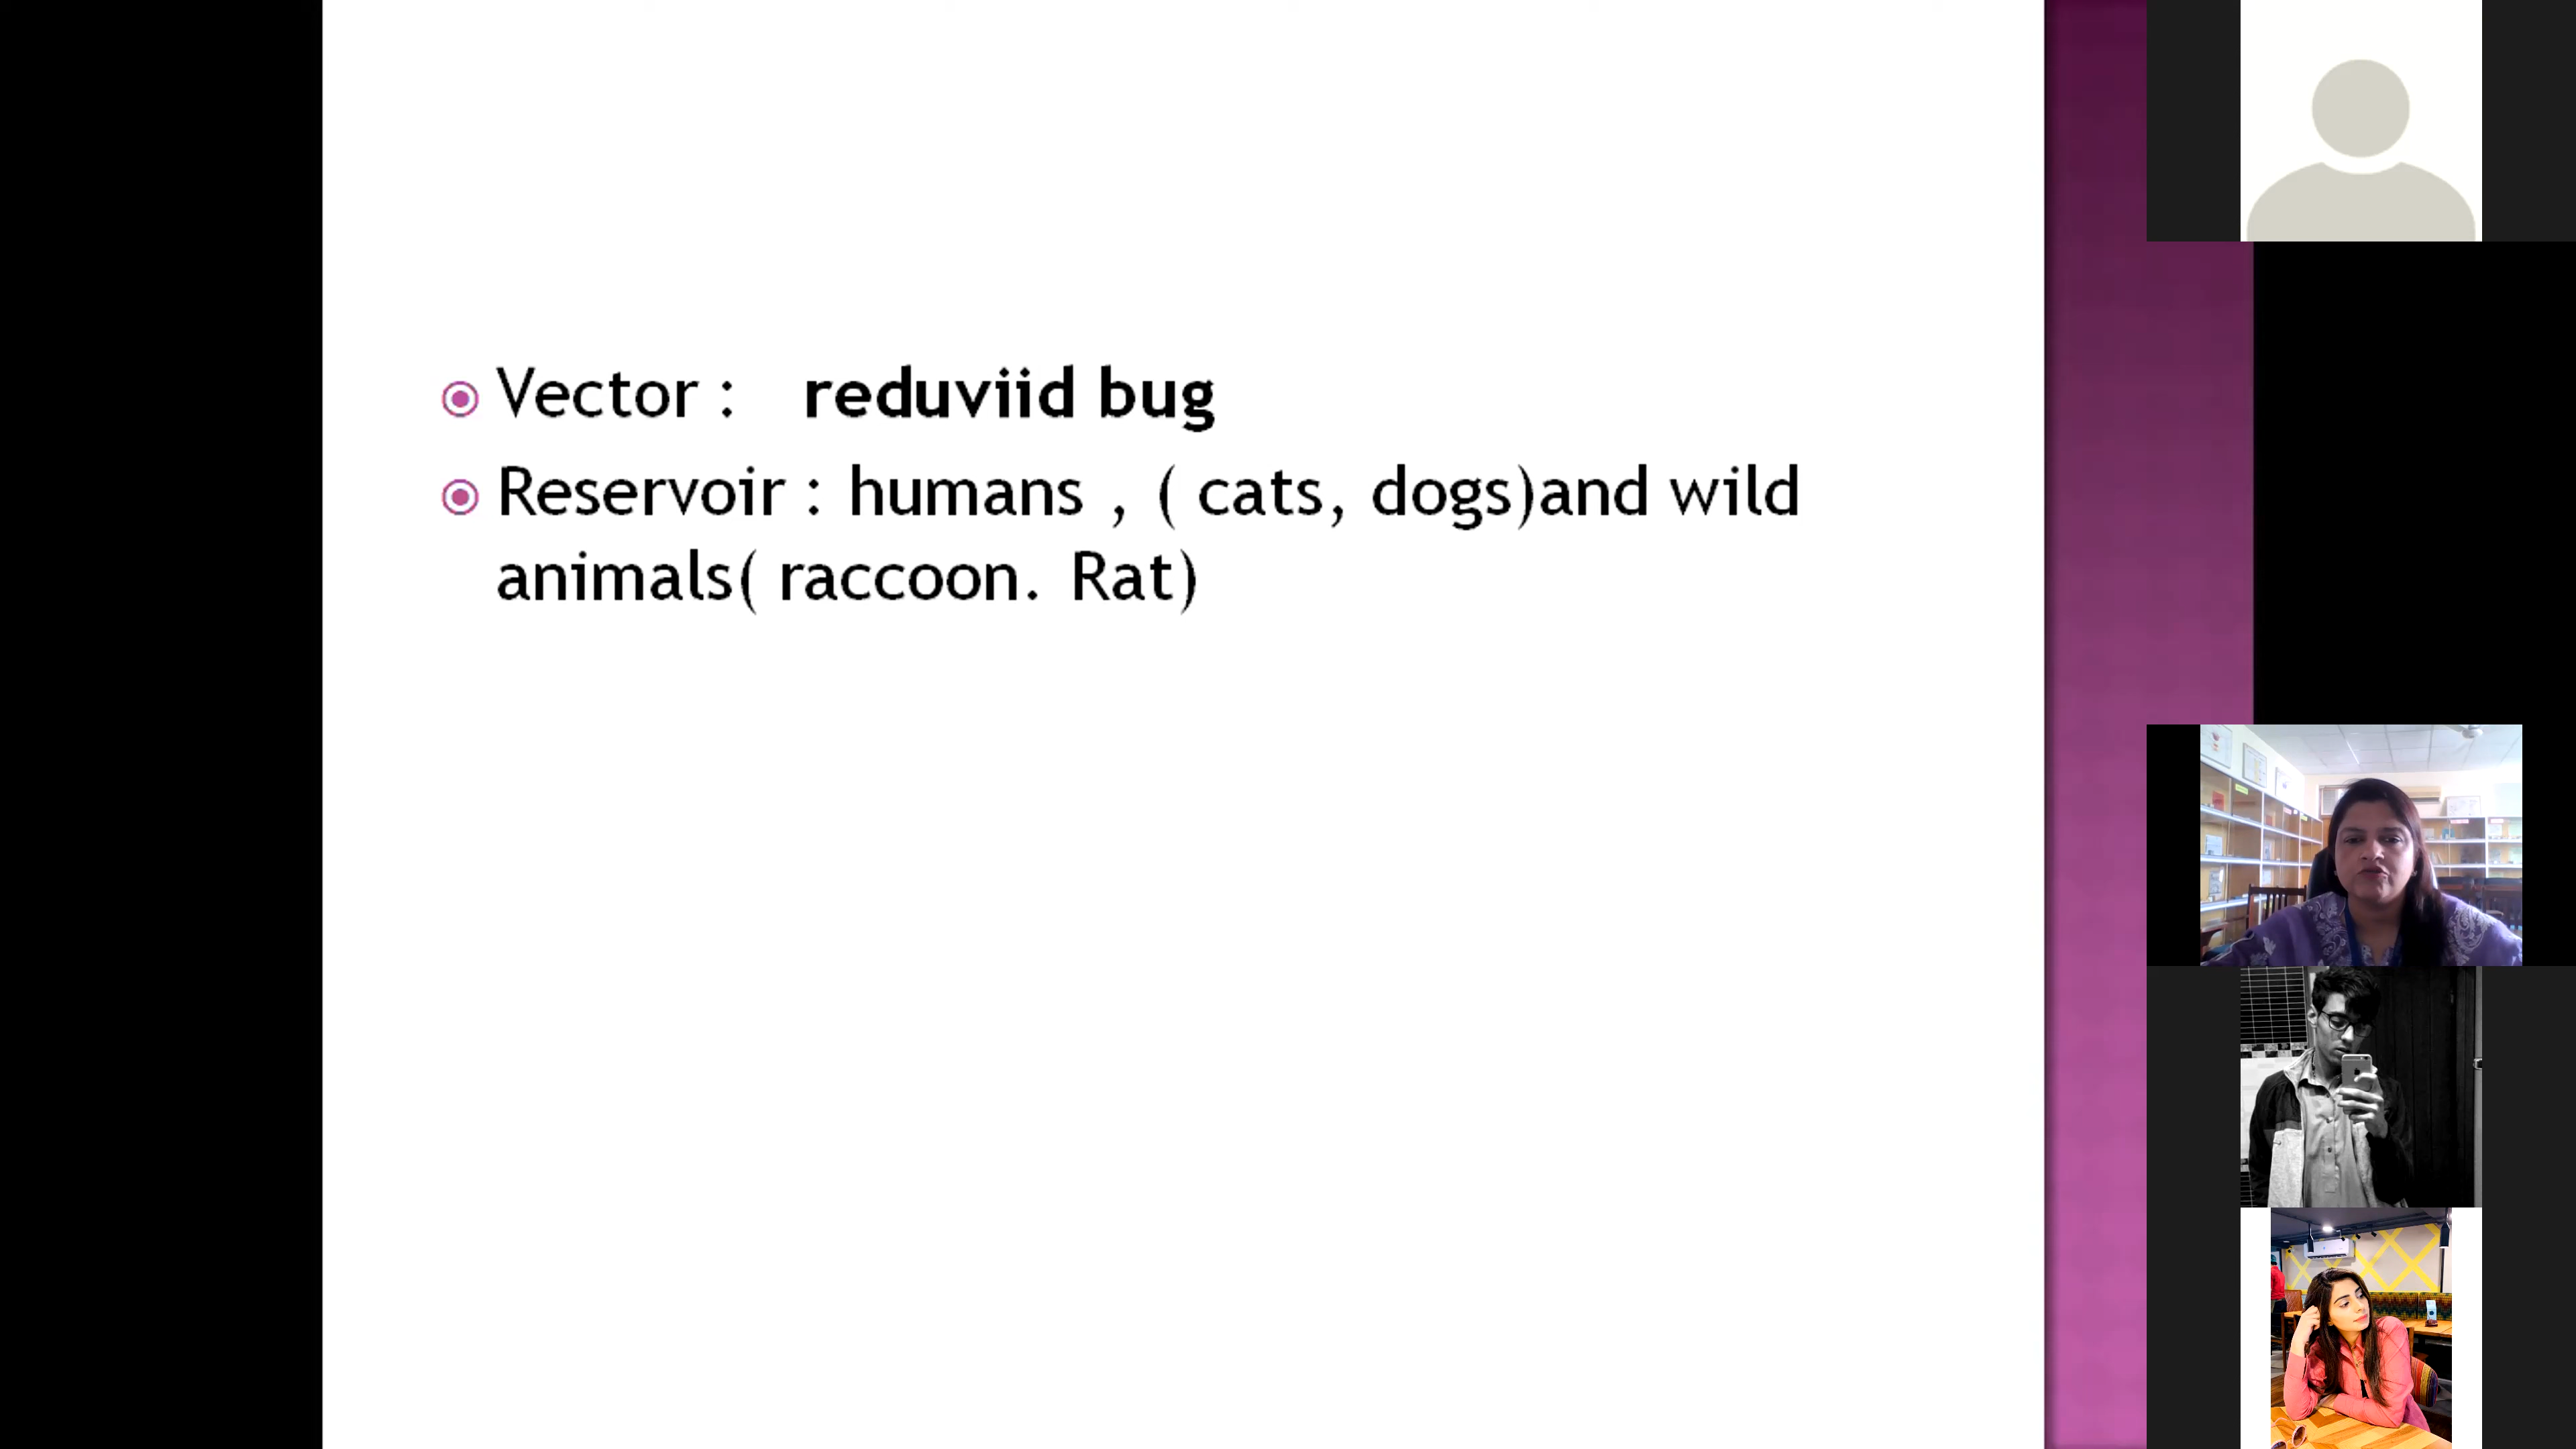 Vector : reduviid bug
Reservoir : humans , ( cats, dogs)and wild
animals( raccoon. Rat)